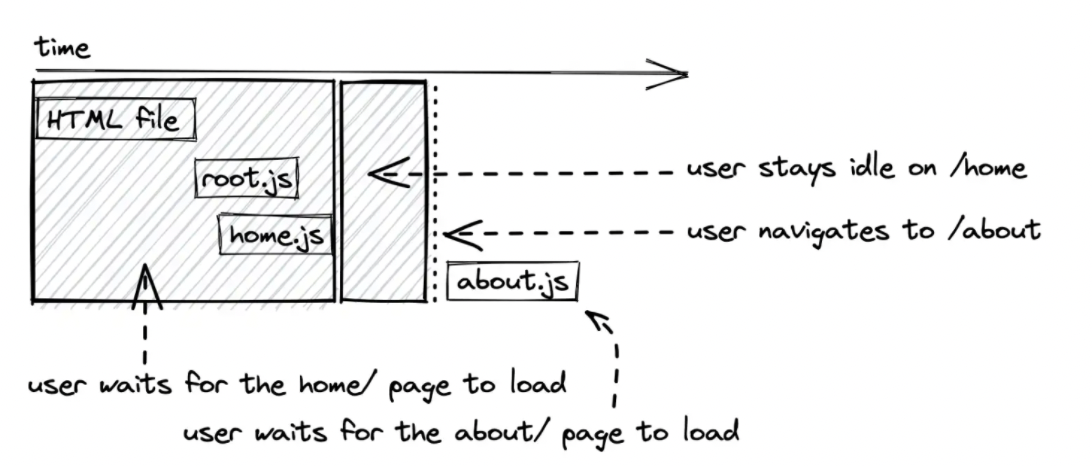 time
HTML file
root.js
user stays idle on /home
home.js
user navigates to /about
about.js
user waits for the home/ page to load
user waits for the about/ page to load